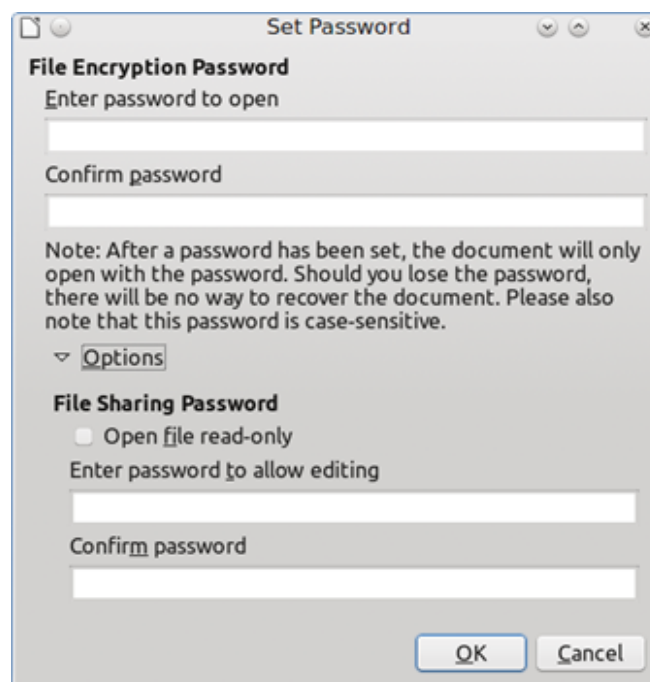 Set Password
File Encryption Password
Enter password to open
Confirm password
Note: After a password has been set, the document will only
open with the password. Should you lose the password,
there will be no way to recover the document. Please also
note that this password is case-sensitive.
Options
File Sharing Password
Open file read-only
Enter password to allow editing
Confirm password
OK Cancel